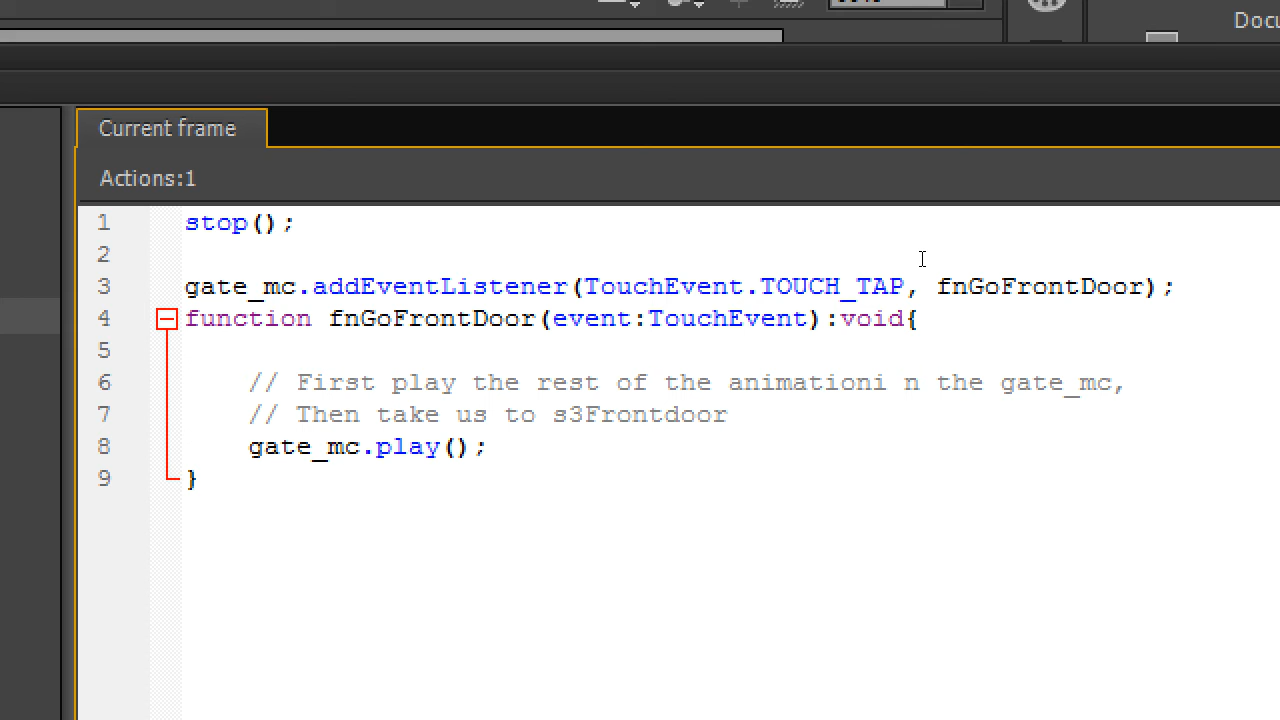 Docu
Current frame
Actions:1
1 stop();
2
3 gate_mc.addEventListener(TouchEvent.TOUCH_TAP, fnGoFrontDoor);
4 function fnGoFrontDoor(event:TouchEvent):void{
5
6 // First play the rest of the animationi n the gate_mc,
7 // Then take us to s3Frontdoor
8 gate_mc.play();
9 }